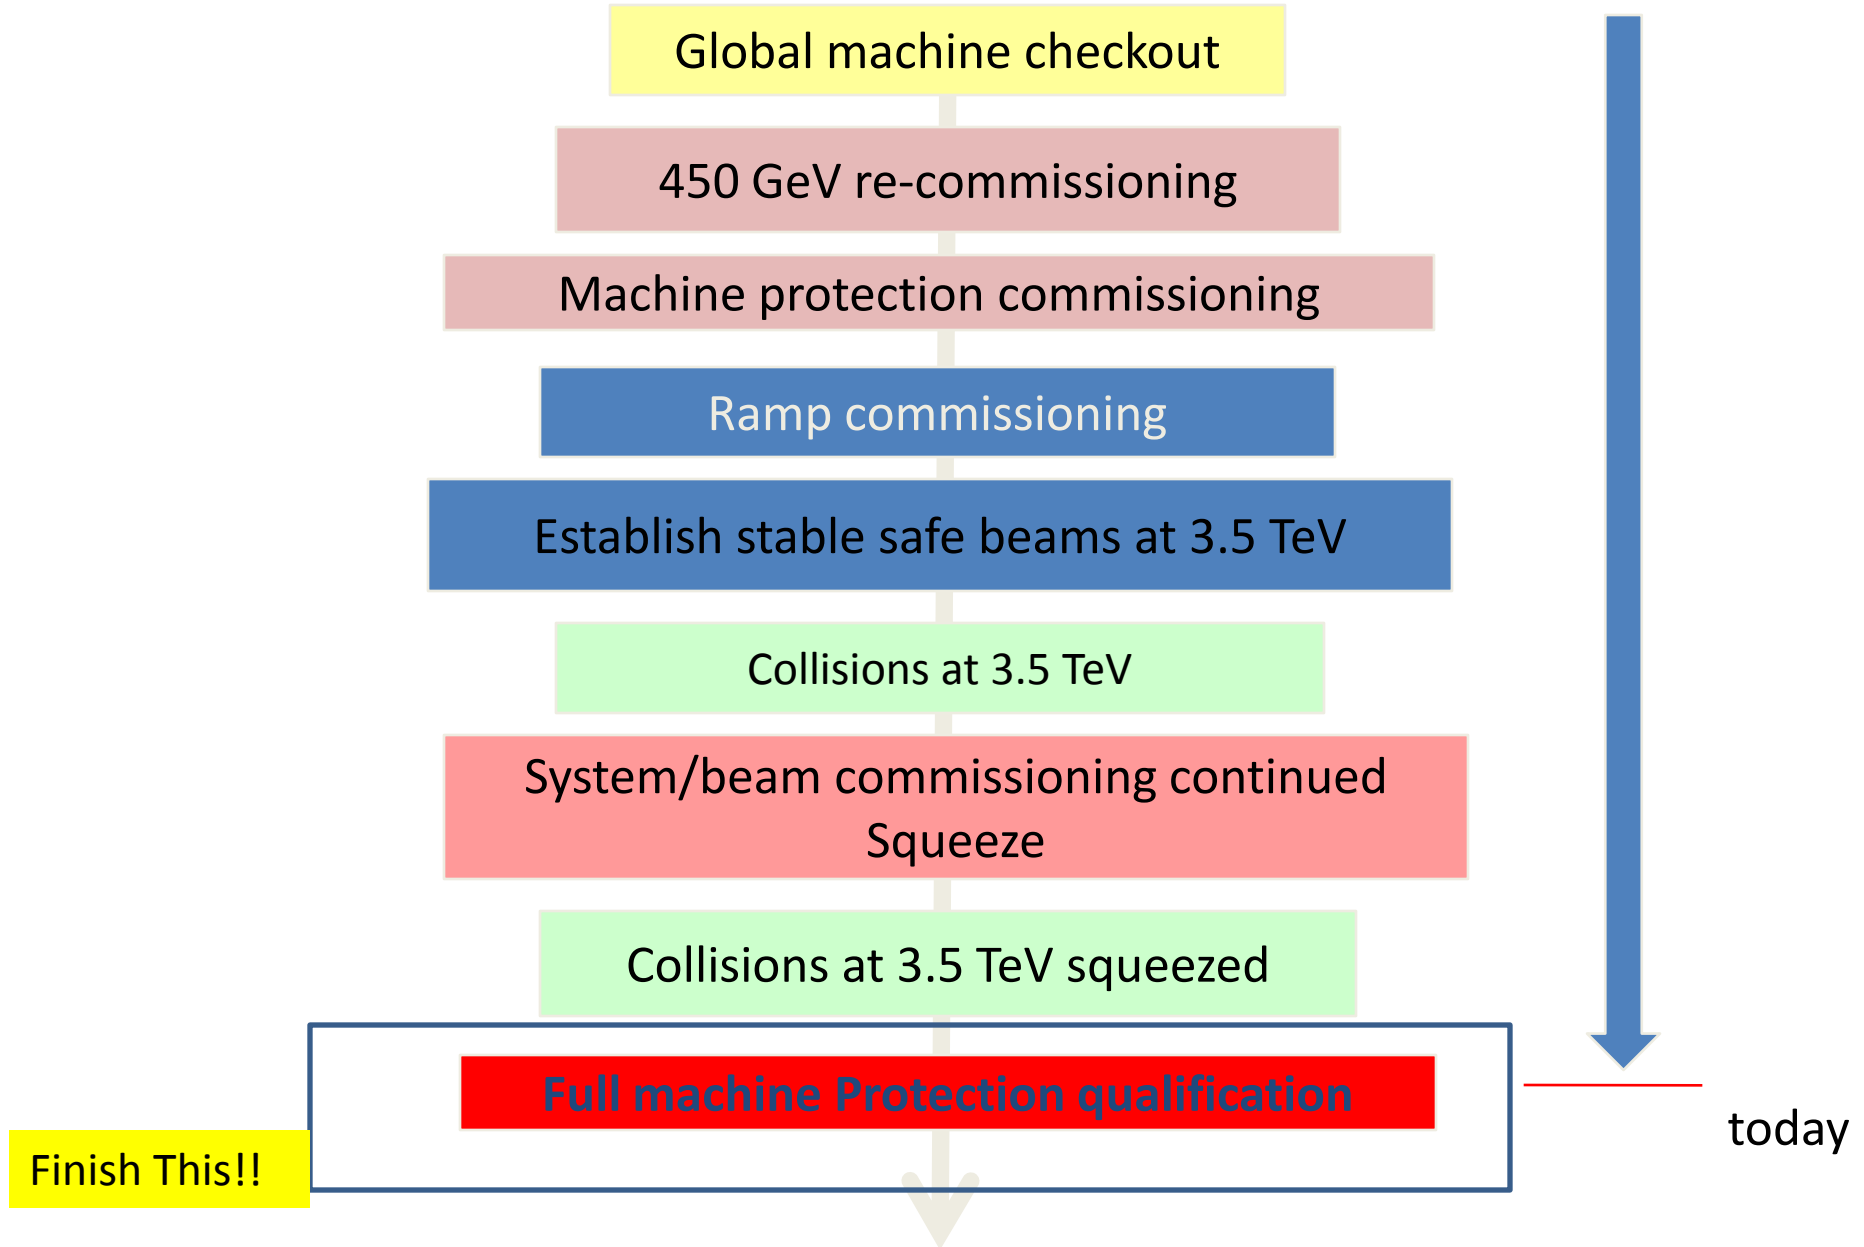 Global machine checkout
450 GeV re-commissioning
Machine protection commissioning
Ramp commissioning
Establish stable safe beams at 3.5 TeV
Collisions at 3.5 TeV
System/beam commissioning continued
Squeeze
Collisions at 3.5 TeV squeezed
Full machine Protection qualification
today
Finish This!!